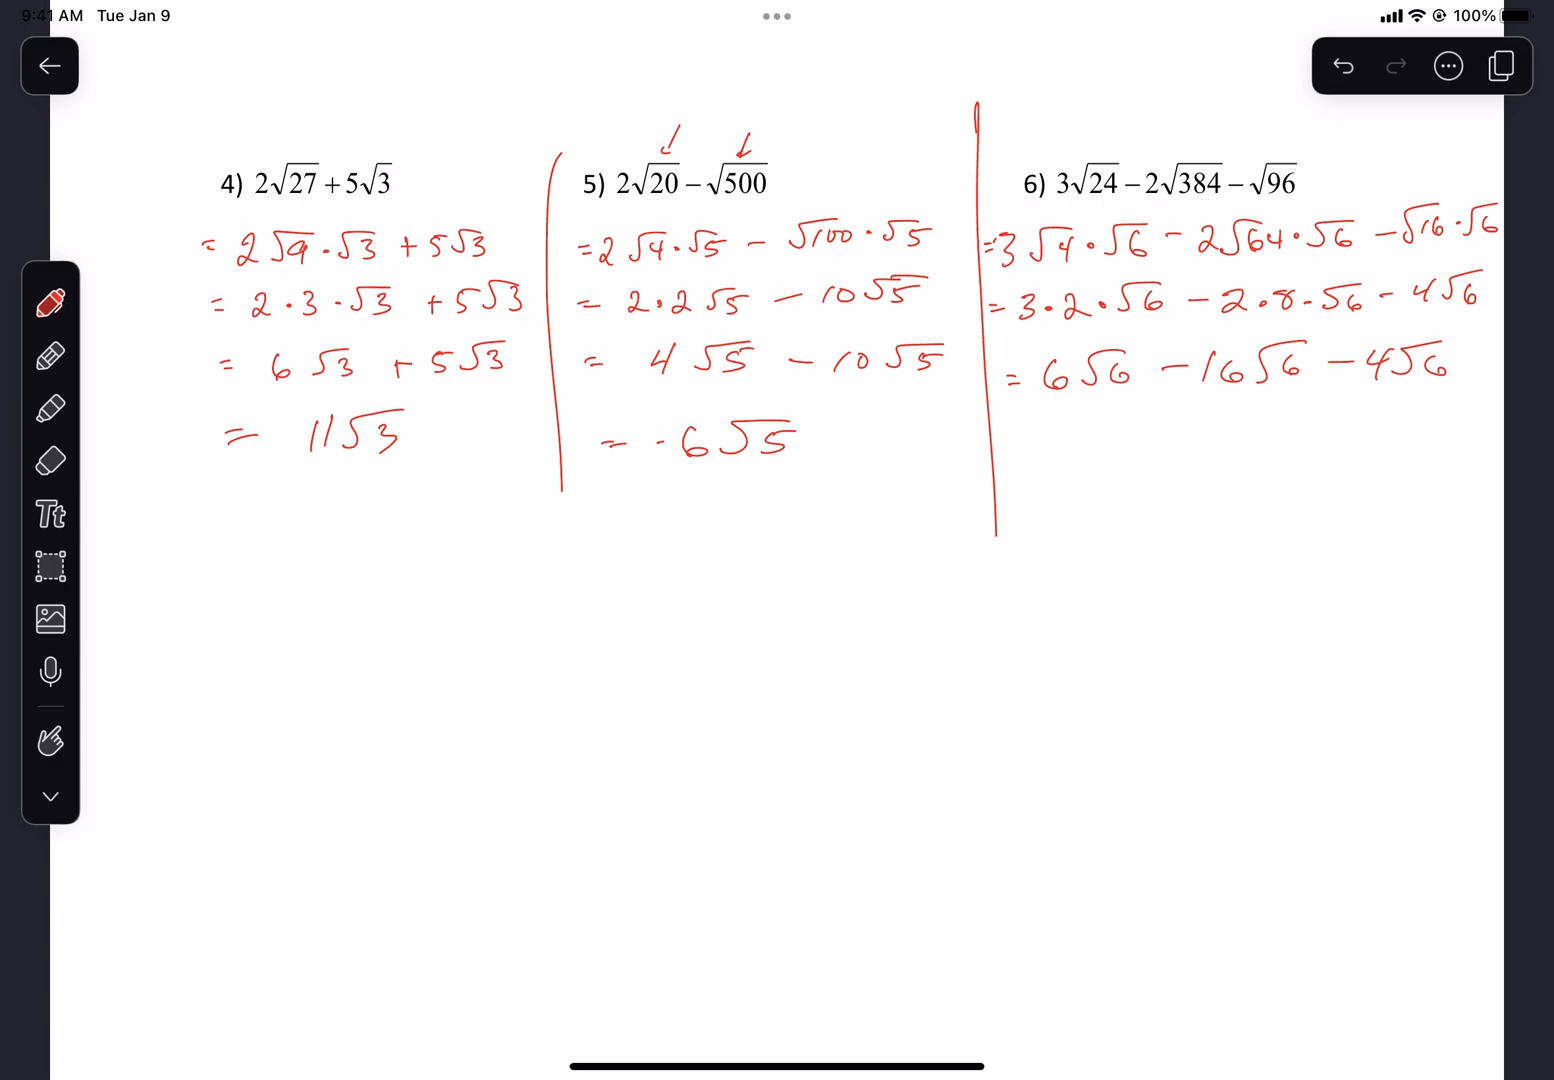 9:41 AM Tue Jan 9
100%
4) 2√27 + 5√3
= 2√9 · √3 + 5√3
= 2 · 3 · √3 + 5√3
= 6√3 + 5√3
= 11√3
5) 2√20 − √500
= 2√4 · √5 − √100 · √5
= 2 · 2√5 − 10√5
= 4√5 − 10√5
= -6√5
6) 3√24 − 2√384 − √96
= 3√4 · √6 − 2√64 · √6 − √16 · √6
= 3 · 2 · √6 − 2 · 8 · √6 − 4√6
= 6√6 − 16√6 − 4√6
Tt